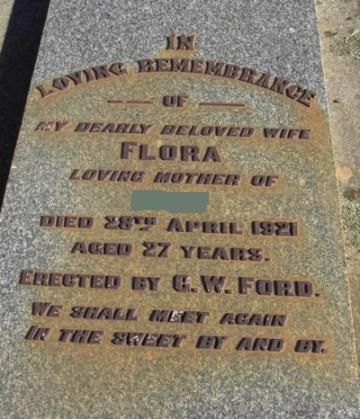 IN
LOVING REMEMBRANCE
OF
MY DEARLY BELOVED WIFE
FLORA
LOVING MOTHER OF
DIED 28TH APRIL 1921
AGED 27 YEARS.
ERECTED BY G.W. FORD.
WE SHALL MEET AGAIN
IN THE SWEET BY AND BY.